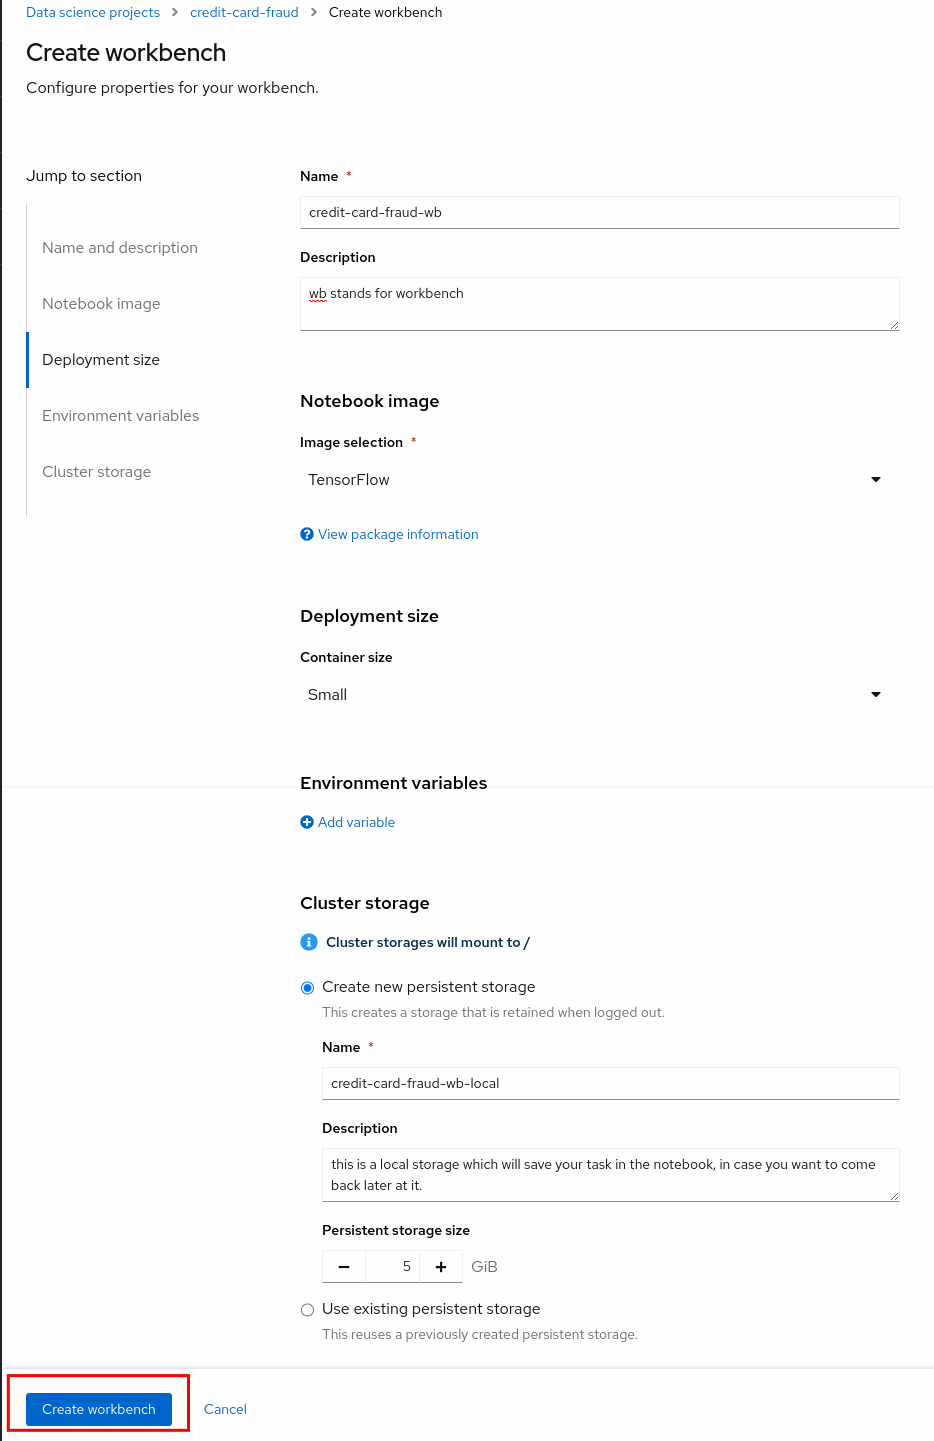 Data science projects > credit-card-fraud > Create workbench
Create workbench
Configure properties for your workbench.
Jump to section
Name and description
Notebook image
Deployment size
Environment variables
Cluster storage
Name *
credit-card-fraud-wb
Description
wb stands for workbench
Notebook image
Image selection *
TensorFlow
View package information
Deployment size
Container size
Small
Environment variables
Add variable
Cluster storage
Cluster storages will mount to /
Create new persistent storage
This creates a storage that is retained when logged out.
Name *
credit-card-fraud-wb-local
Description
this is a local storage which will save your task in the notebook, in case you want to come
back later at it.
Persistent storage size
− 5 + GiB
Use existing persistent storage
This reuses a previously created persistent storage.
Create workbench Cancel